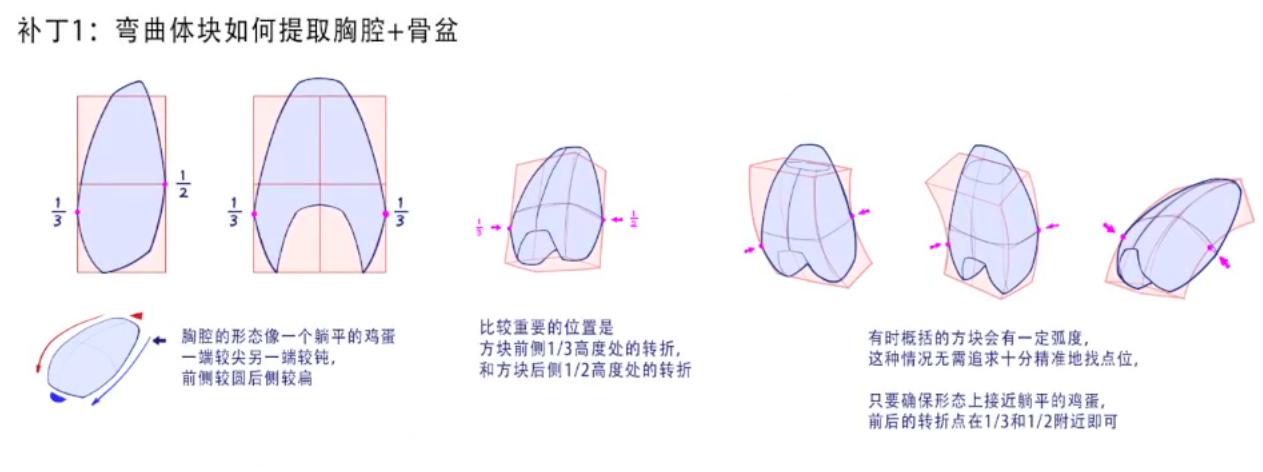 补丁1：弯曲体块如何提取胸腔+骨盆
1/3
1/2
1/3
1/3
1/3
1/2
胸腔的形态像一个躺平的鸡蛋
一端较尖另一端较钝,
前侧较圆后侧较扁
比较重要的位置是
方块前侧1/3高度处的转折,
和方块后侧1/2高度处的转折
有时概括的方块会有一定弧度,
这种情况无需追求十分精准地找点位,
只要确保形态上接近躺平的鸡蛋,
前后的转折点在1/3和1/2附近即可